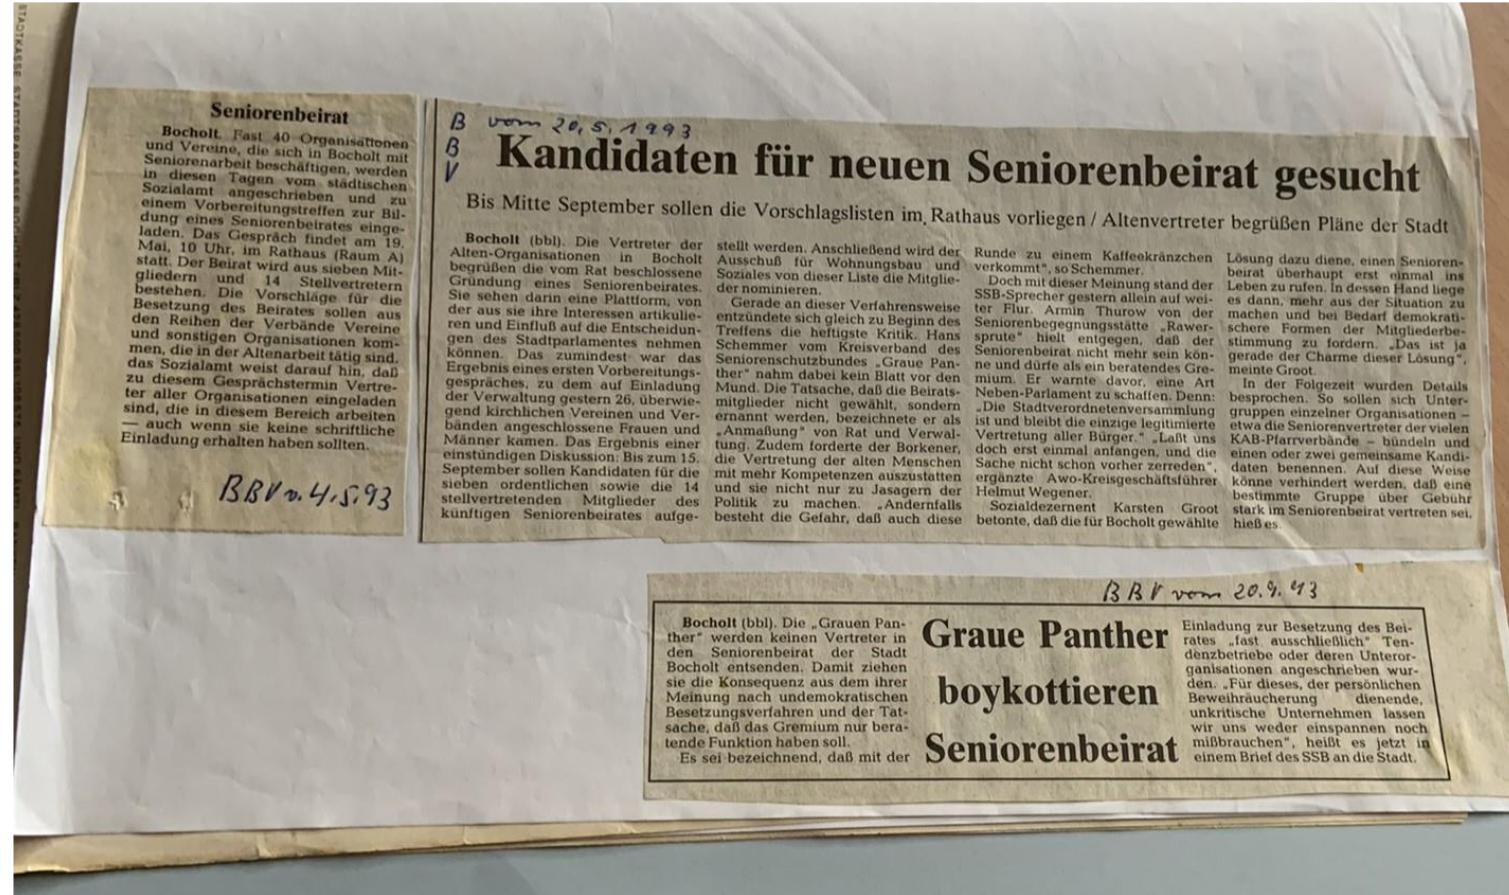 Seniorenbeirat
Bocholt. Fast 40 Organisationen
und Vereine, die sich in Bocholt mit
Seniorenarbeit beschäftigen, werden
in diesen Tagen vom städtischen
Sozialamt angeschrieben und zu
einem Vorbereitungstreffen zur Bil-
dung eines Seniorenbeirates einge-
laden. Das Gespräch findet am 19.
Mai, 10 Uhr, im Rathaus (Raum A)
statt. Der Beirat wird aus sieben Mit-
gliedern und 14 Stellvertretern
bestehen. Die Vorschläge für die
Besetzung des Beirates sollen aus
den Reihen der Verbände Vereine
und sonstigen Organisationen kom-
men, die in der Altenarbeit tätig sind.
das Sozialamt weist darauf hin, daß
zu diesem Gesprächstermin Vertre-
ter aller Organisationen eingeladen
sind, die in diesem Bereich arbeiten
— auch wenn sie keine schriftliche
Einladung erhalten haben sollten.
BBV v. 4.5.93
B vom 20.5.1993
B
V
Kandidaten für neuen Seniorenbeirat gesucht
Bis Mitte September sollen die Vorschlagslisten im Rathaus vorliegen / Altenvertreter begrüßen Pläne der Stadt
Bocholt (bbl). Die Vertreter der
Alten-Organisationen in Bocholt
begrüßen die vom Rat beschlossene
Gründung eines Seniorenbeirates.
Sie sehen darin eine Plattform, von
der aus sie ihre Interessen artikulie-
ren und Einfluß auf die Entscheidun-
gen des Stadtparlamentes nehmen
können. Das zumindest war das
Ergebnis eines ersten Vorbereitungs-
gespräches, zu dem auf Einladung
der Verwaltung gestern 26, überwie-
gend kirchlichen Vereinen und Ver-
bänden angeschlossene Frauen und
Männer kamen. Das Ergebnis einer
einstündigen Diskussion: Bis zum 15.
September sollen Kandidaten für die
sieben ordentlichen sowie die 14
stellvertretenden Mitglieder des
künftigen Seniorenbeirates aufge-
stellt werden. Anschließend wird der
Ausschuß für Wohnungsbau und
Soziales von dieser Liste die Mitglie-
der nominieren.
Gerade an dieser Verfahrensweise
entzündete sich gleich zu Beginn des
Treffens die heftigste Kritik. Hans
Schemmer vom Kreisverband des
Seniorenschutzbundes „Graue Pan-
ther" nahm dabei kein Blatt vor den
Mund. Die Tatsache, daß die Beirats-
mitglieder nicht gewählt, sondern
ernannt werden, bezeichnete er als
„Anmaßung" von Rat und Verwal-
tung. Zudem forderte der Borkener,
die Vertretung der alten Menschen
mit mehr Kompetenzen auszustatten
und sie nicht nur zu Jasagern der
Politik zu machen. „Andernfalls
besteht die Gefahr, daß auch diese
Runde zu einem Kaffeekränzchen
verkommt", so Schemmer.
Doch mit dieser Meinung stand der
SSB-Sprecher gestern allein auf wei-
ter Flur. Armin Thurow von der
Seniorenbegegnungsstätte „Rawer-
sprute" hielt entgegen, daß der
Seniorenbeirat nicht mehr sein kön-
ne und dürfe als ein beratendes Gre-
mium. Er warnte davor, eine Art
Neben-Parlament zu schaffen. Denn:
„Die Stadtverordnetenversammlung
ist und bleibt die einzige legitimierte
Vertretung aller Bürger." „Laßt uns
doch erst einmal anfangen, und die
Sache nicht schon vorher zerreden",
ergänzte Awo-Kreisgeschäftsführer
Helmut Wegener.
Sozialdezernent Karsten Groot
betonte, daß die für Bocholt gewählte
Lösung dazu diene, einen Senioren-
beirat überhaupt erst einmal ins
Leben zu rufen. In dessen Hand liege
es dann, mehr aus der Situation zu
machen und bei Bedarf demokrati-
schere Formen der Mitgliederbe-
stimmung zu fordern. „Das ist ja
gerade der Charme dieser Lösung",
meinte Groot.
In der Folgezeit wurden Details
besprochen. So sollen sich Unter-
gruppen einzelner Organisationen –
etwa die Seniorenvertreter der vielen
KAB-Pfarrverbände – bündeln und
einen oder zwei gemeinsame Kandi-
daten benennen. Auf diese Weise
könne verhindert werden, daß eine
bestimmte Gruppe über Gebühr
stark im Seniorenbeirat vertreten sei,
hieß es.
BBV vom 20.9.93
Bocholt (bbl). Die „Grauen Pan-
ther" werden keinen Vertreter in
den Seniorenbeirat der Stadt
Bocholt entsenden. Damit ziehen
sie die Konsequenz aus dem ihrer
Meinung nach undemokratischen
Besetzungsverfahren und der Tat-
sache, daß das Gremium nur bera-
tende Funktion haben soll.
Es sei bezeichnend, daß mit der
Graue Panther
boykottieren
Seniorenbeirat
Einladung zur Besetzung des Bei-
rates „fast ausschließlich" Ten-
denzbetriebe oder deren Unteror-
ganisationen angeschrieben wur-
den. „Für dieses, der persönlichen
Beweihräucherung dienende,
unkritische Unternehmen lassen
wir uns weder einspannen noch
mißbrauchen", heißt es jetzt in
einem Brief des SSB an die Stadt.